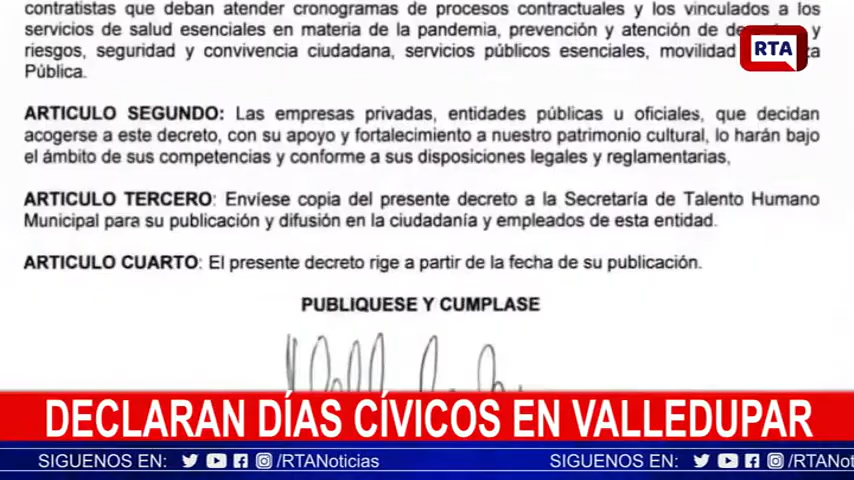 contratistas que deban atender cronogramas de procesos contractuales y los vinculados a los
servicios de salud esenciales en materia de la pandemia, prevención y atención de y
riesgos, seguridad y convivencia ciudadana, servicios públicos esenciales, movilidad
Pública.
RTA
ARTICULO SEGUNDO: Las empresas privadas, entidades públicas u oficiales, que decidan
acogerse a este decreto, con su apoyo y fortalecimiento a nuestro patrimonio cultural, lo harán bajo
el ámbito de sus competencias y conforme a sus disposiciones legales y reglamentarias,
ARTICULO TERCERO: Envíese copia del presente decreto a la Secretaría de Talento Humano
Municipal para su publicación y difusión en la ciudadanía y empleados de esta entidad.
ARTICULO CUARTO: El presente decreto rige a partir de la fecha de su publicación.
PUBLIQUESE Y CUMPLASE
DECLARAN DÍAS CÍVICOS EN VALLEDUPAR
SIGUENOS EN: /RTANoticias SIGUENOS EN: /RTANot